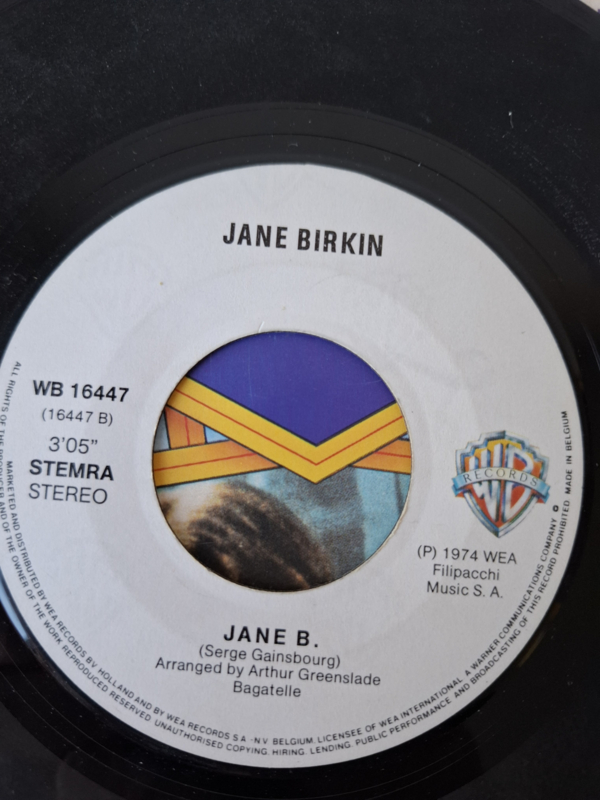 JANE BIRKIN
WB 16447
(16447 B)
3'05"
STEMRA
STEREO
WB
RECORDS
(P) 1974 WEA
Filipacchi
Music S. A.
JANE B.
(Serge Gainsbourg)
Arranged by Arthur Greenslade
Bagatelle
ALL RIGHTS OF THE PRODUCER AND OF THE OWNER OF THE WORK REPRODUCED RESERVED. UNAUTHORISED COPYING, HIRING, LENDING, PUBLIC PERFORMANCE AND BROADCASTING OF THIS RECORD PROHIBITED. MADE IN BELGIUM
MARKETED AND DISTRIBUTED BY WEA RECORDS BV HOLLAND AND BY WEA RECORDS S.A.-N.V. BELGIUM, LICENSEE OF WEA INTERNATIONAL, A WARNER COMMUNICATIONS COMPANY